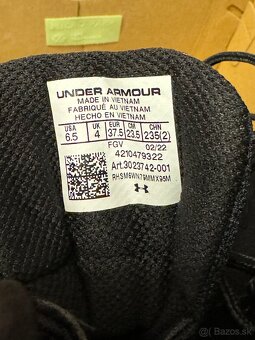 UNDER ARMOUR
MADE IN VIETNAM
FABRIQUÉ AU VIETNAM
HECHO EN VIETNAM
USA UK EUR CM CHN
6.5 4 37.5 23.5 235(2)
FGV 02/22
4210479322
Art.3023742-001
bazos.sk